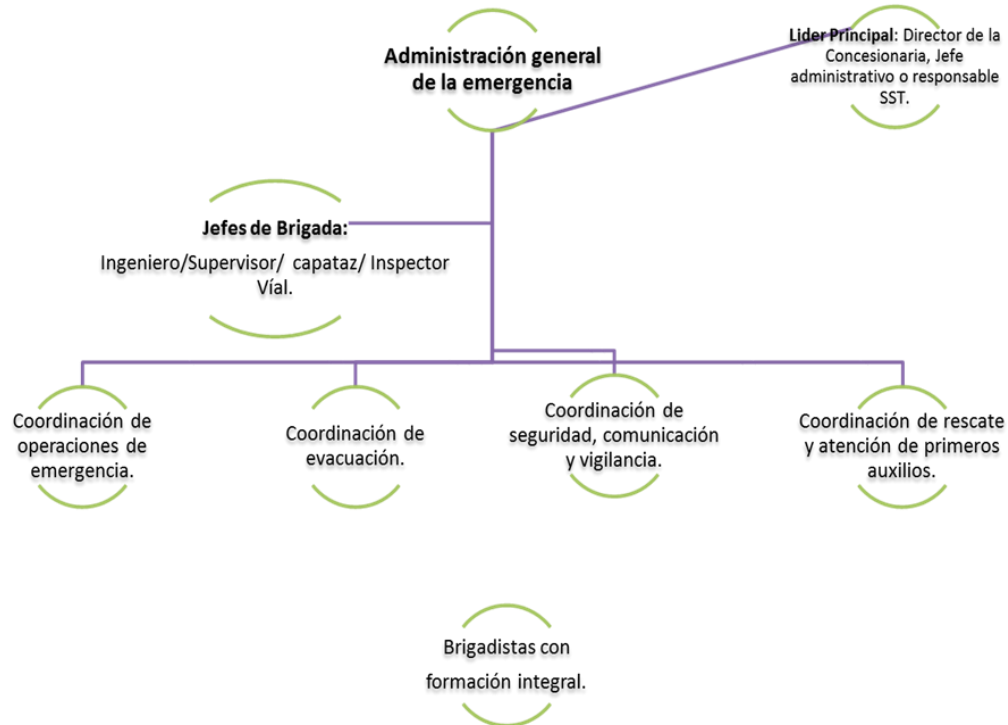 Administración general
de la emergencia
Lider Principal: Director de la
Concesionaria, Jefe
administrativo o responsable
SST.
Jefes de Brigada:
Ingeniero/Supervisor/ capataz/ Inspector
Víal.
Coordinación de
operaciones de
emergencia.
Coordinación de
evacuación.
Coordinación de
seguridad, comunicación
y vigilancia.
Coordinación de rescate
y atención de primeros
auxilios.
Brigadistas con
formación integral.